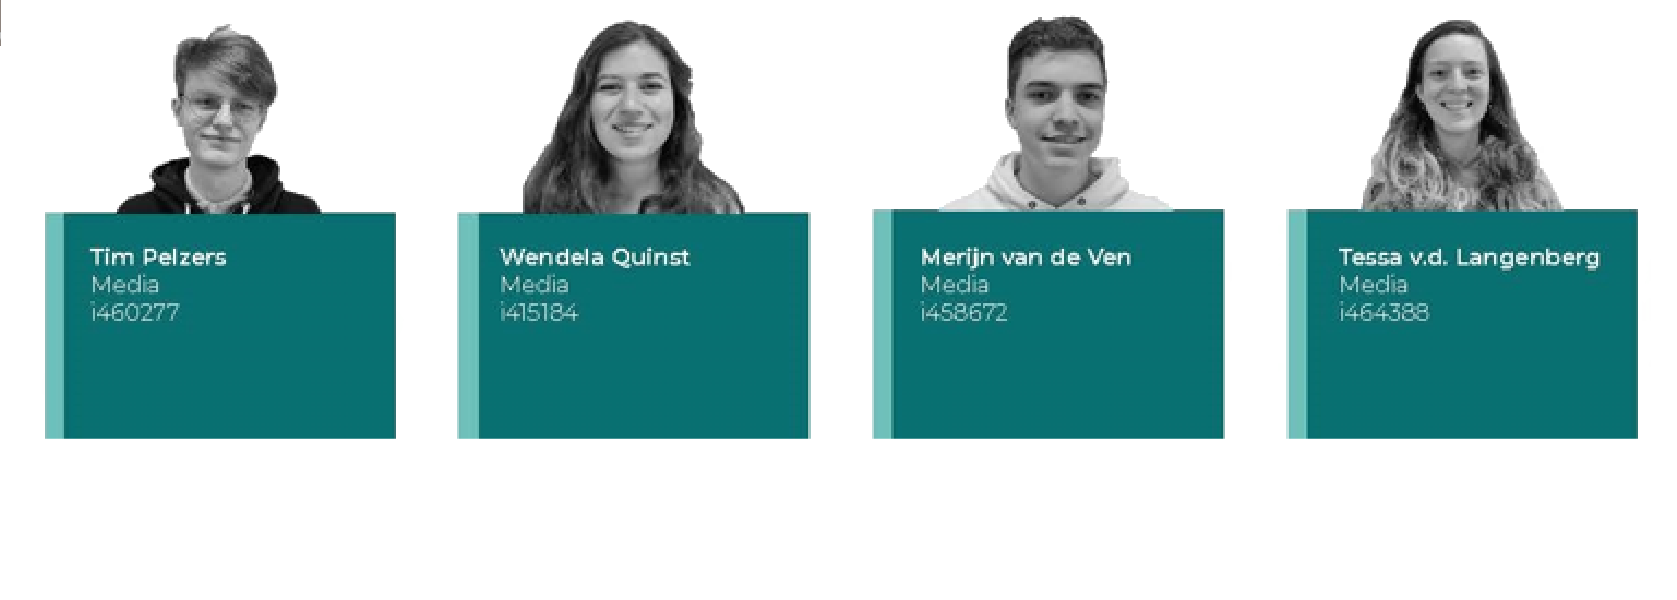 Tim Pelzers
Media
i460277
Wendela Quinst
Media
i415184
Merijn van de Ven
Media
i458672
Tessa v.d. Langenberg
Media
i464388